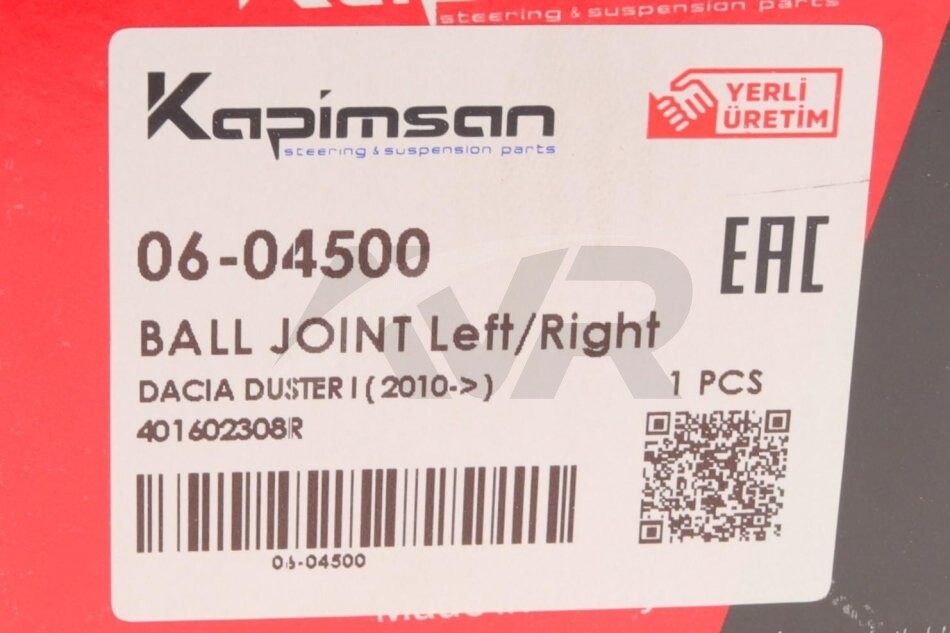 steering & suspension parts
Kapimsan
steering & suspension parts
YERLİ
ÜRETİM
06-04500
EAC
BALL JOINT Left/Right
DACIA DUSTER I ( 2010-> )
1 PCS
401602308R
06-04500
VR